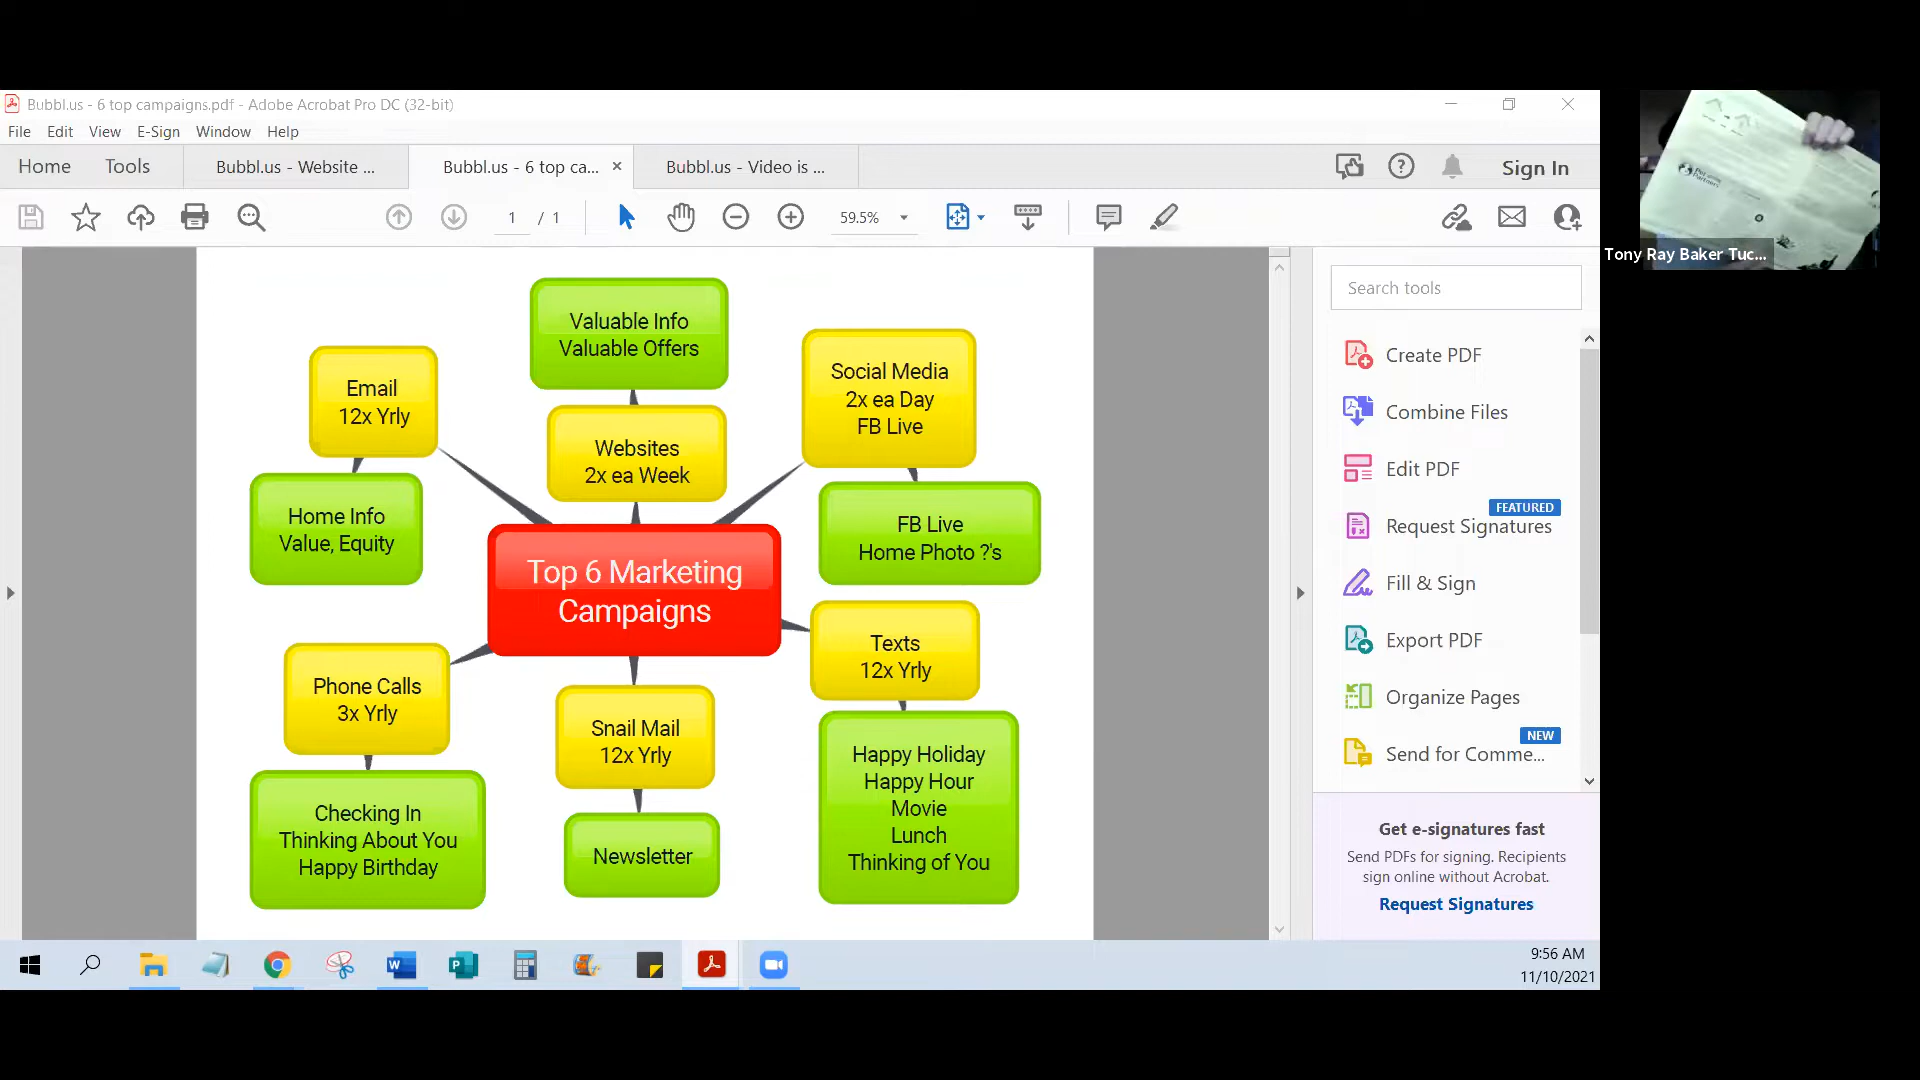 Bubbl.us - 6 top campaigns.pdf - Adobe Acrobat Pro DC (32-bit)
File Edit View E-Sign Window Help
Home Tools Bubbl.us - Website ... Bubbl.us - 6 top ca... Bubbl.us - Video is ... Sign In
1 / 1 59.5%
Valuable Info
Valuable Offers
Email
12x Yrly
Websites
2x ea Week
Social Media
2x ea Day
FB Live
Home Info
Value, Equity
FB Live
Home Photo ?'s
Top 6 Marketing
Campaigns
Phone Calls
3x Yrly
Snail Mail
12x Yrly
Texts
12x Yrly
Checking In
Thinking About You
Happy Birthday
Newsletter
Happy Holiday
Happy Hour
Movie
Lunch
Thinking of You
Search tools
Create PDF
Combine Files
Edit PDF
FEATURED
Request Signatures
Fill & Sign
Export PDF
Organize Pages
NEW
Send for Comme...
Get e-signatures fast
Send PDFs for signing. Recipients
sign online without Acrobat.
Request Signatures
9:56 AM
11/10/2021
Partners
Tony Ray Baker Tuc...